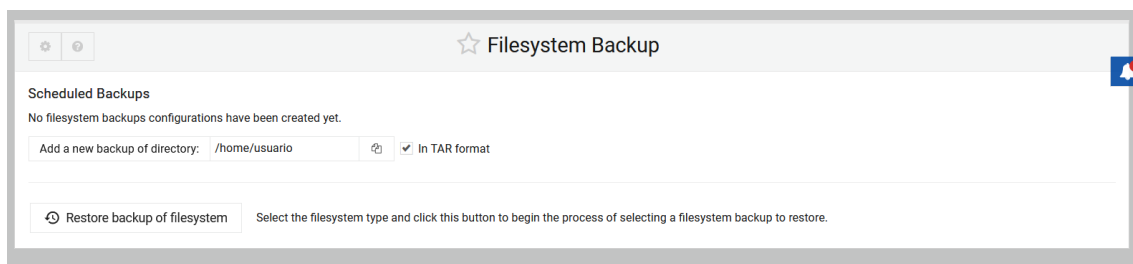 Filesystem Backup
Scheduled Backups
No filesystem backups configurations have been created yet.
Add a new backup of directory: /home/usuario In TAR format
Restore backup of filesystem Select the filesystem type and click this button to begin the process of selecting a filesystem backup to restore.